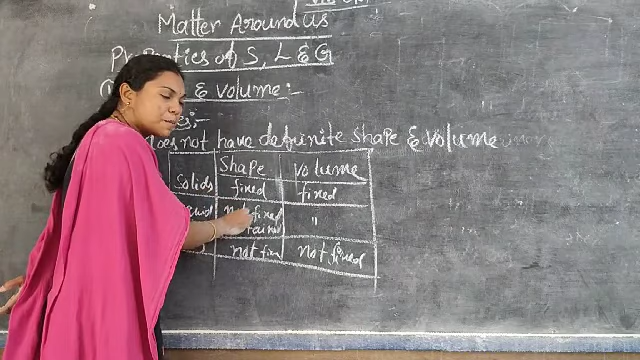 Matter Around us
Properties of S, L & G
& volume:-
does not have definite shape & volume
Shape volume
Solids fixed fixed
not fixed "
not fixed